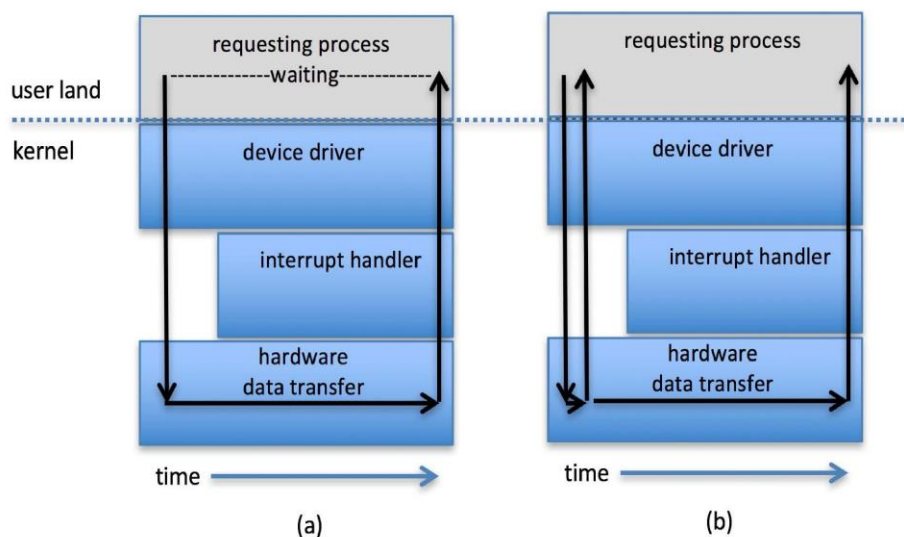 requesting process
waiting
user land
kernel
device driver
interrupt handler
hardware
data transfer
time
(a)
requesting process
device driver
interrupt handler
hardware
data transfer
time
(b)